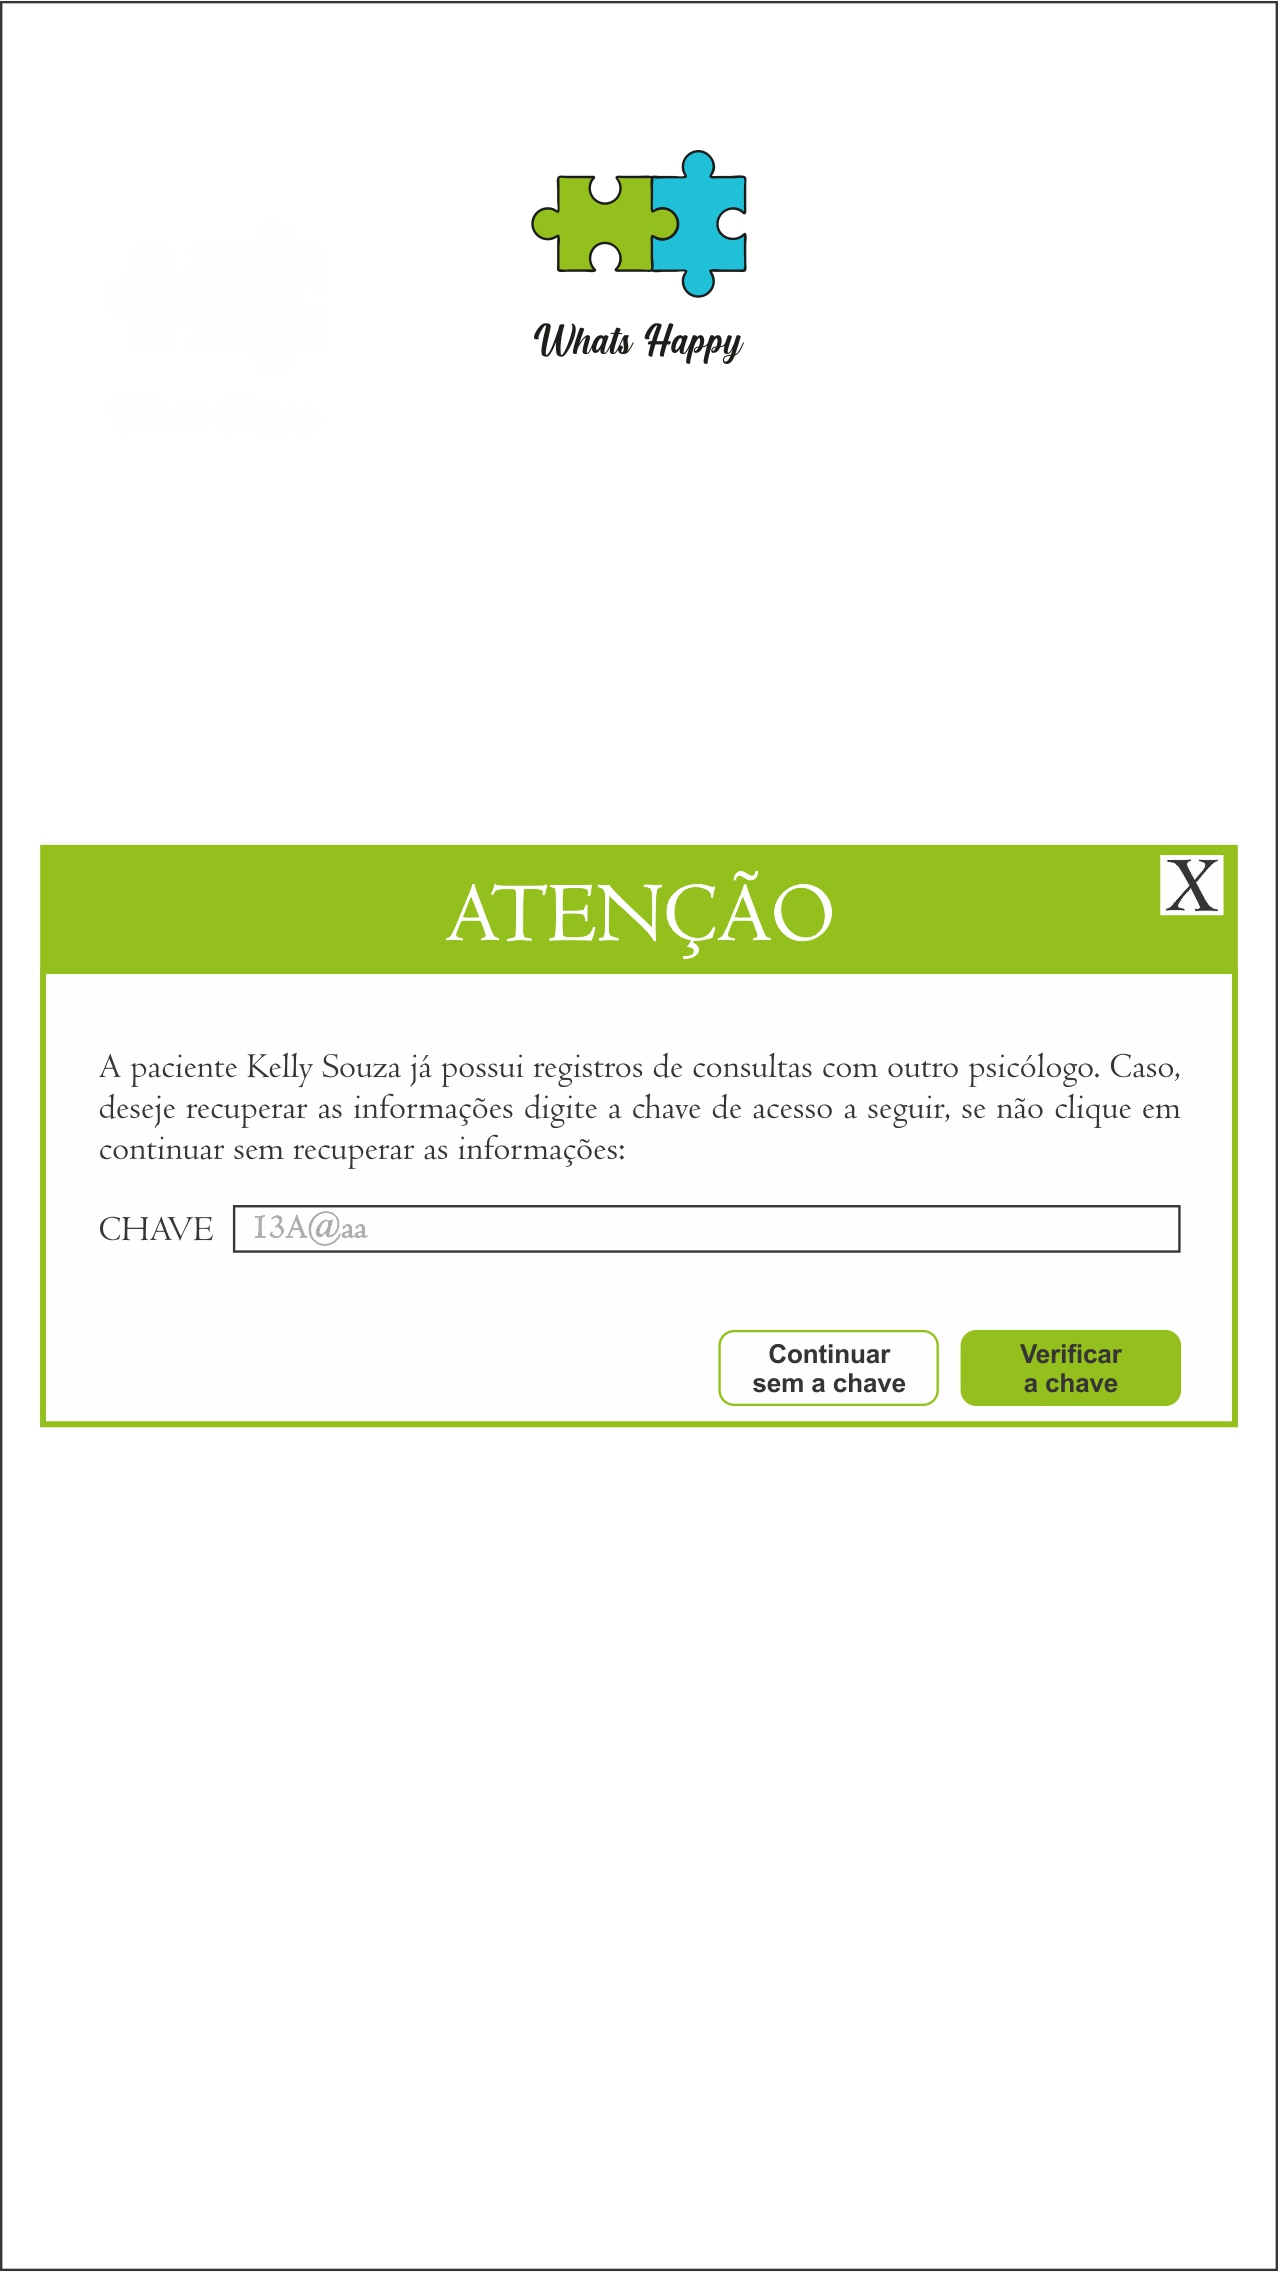 Whats Happy
ATENÇÃO
X
A paciente Kelly Souza já possui registros de consultas com outro psicólogo. Caso,
deseje recuperar as informações digite a chave de acesso a seguir, se não clique em
continuar sem recuperar as informações:
CHAVE 13A@aa
Continuar
sem a chave
Verificar
a chave